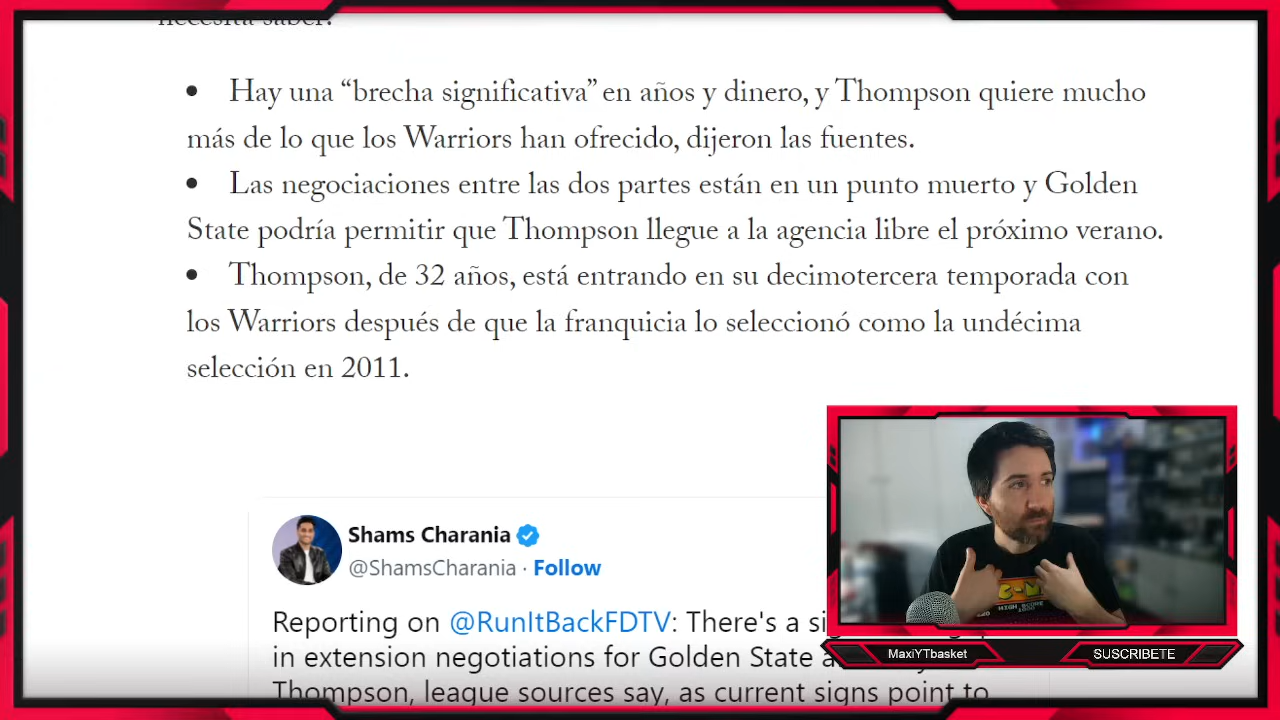 necesita saber.
• Hay una “brecha significativa” en años y dinero, y Thompson quiere mucho
más de lo que los Warriors han ofrecido, dijeron las fuentes.
• Las negociaciones entre las dos partes están en un punto muerto y Golden
State podría permitir que Thompson llegue a la agencia libre el próximo verano.
• Thompson, de 32 años, está entrando en su decimotercera temporada con
los Warriors después de que la franquicia lo seleccionó como la undécima
selección en 2011.
Shams Charania
@ShamsCharania · Follow
Reporting on @RunItBackFDTV: There's a
in extension negotiations for Golden State
Thompson, league sources say, as current signs point to
C-M
HIGH SCORE
MaxiYTbasket
SUSCRIBETE